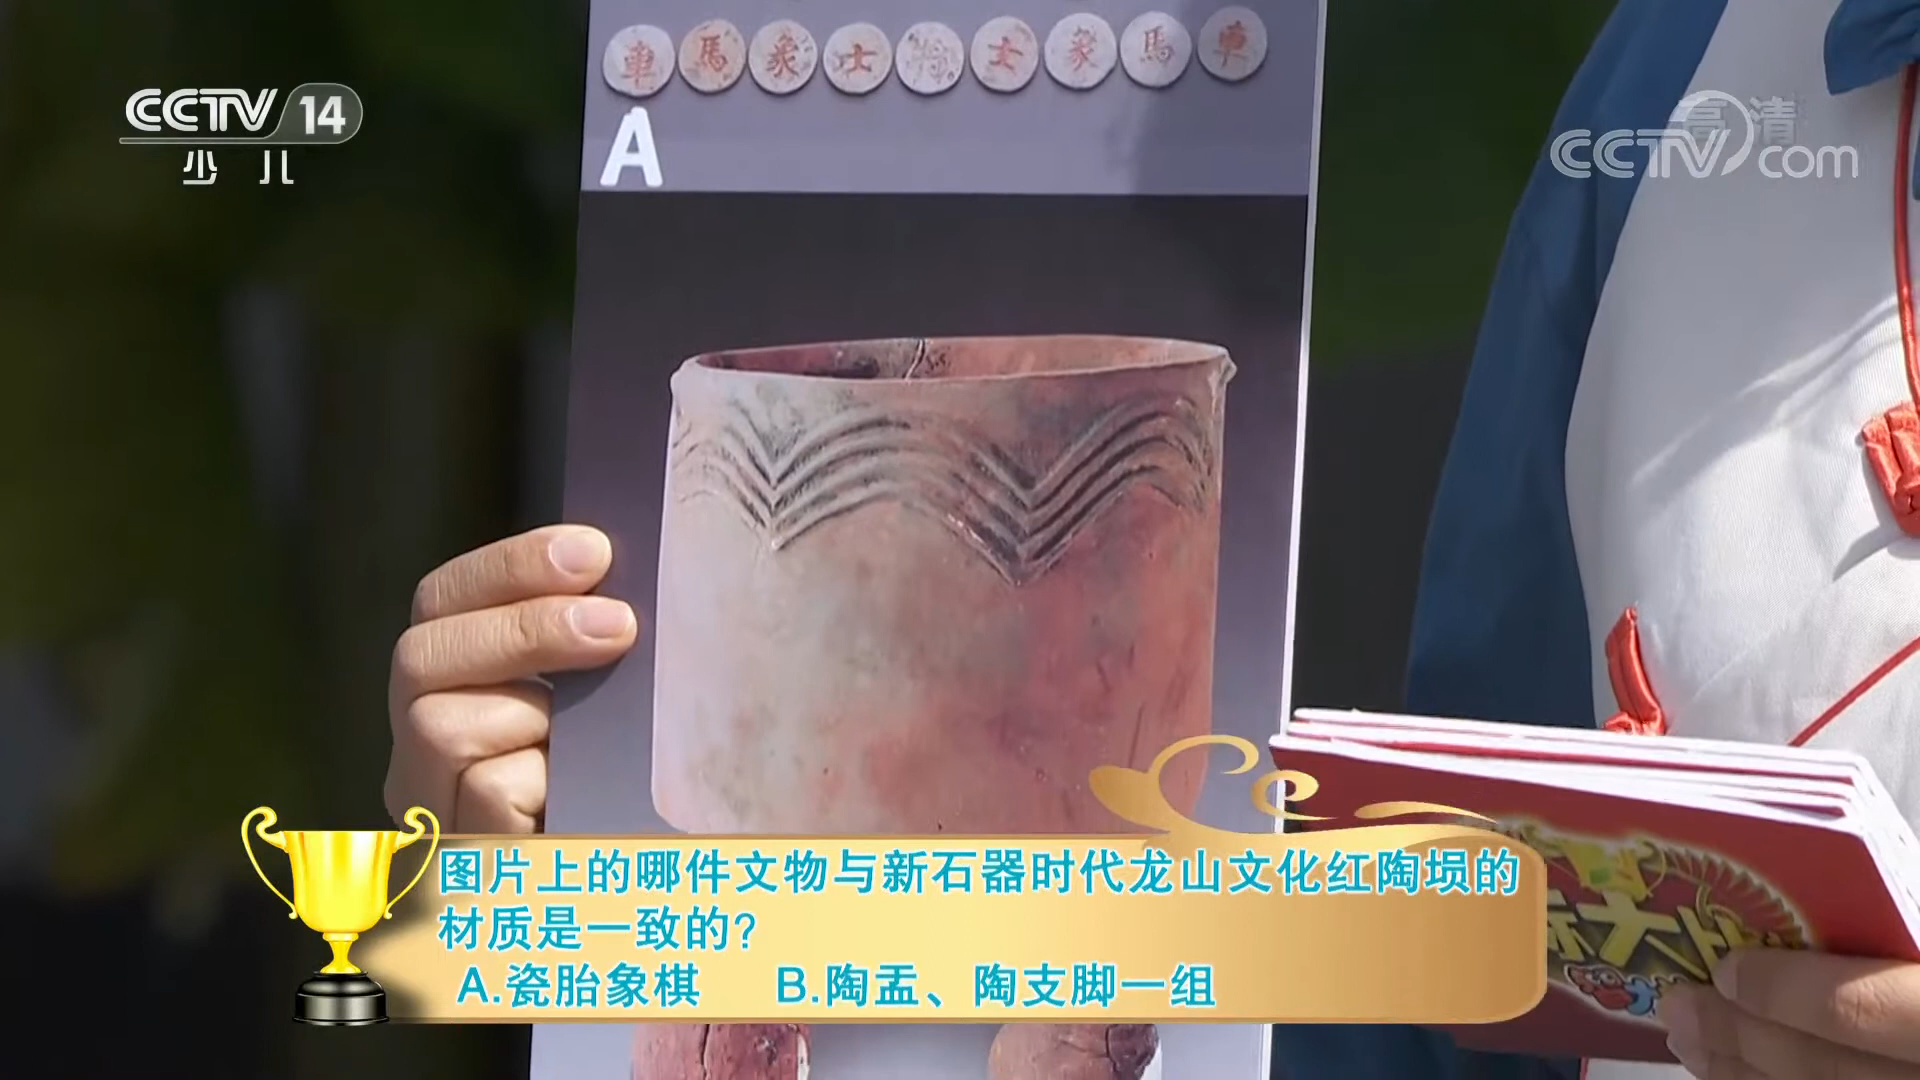 車 馬 象 士 将 士 象 馬 車
A
CCTV 14
少儿
高清
CCTV.com
图片上的哪件文物与新石器时代龙山文化红陶埙的
材质是一致的?
A.瓷胎象棋 B.陶盂、陶支脚一组